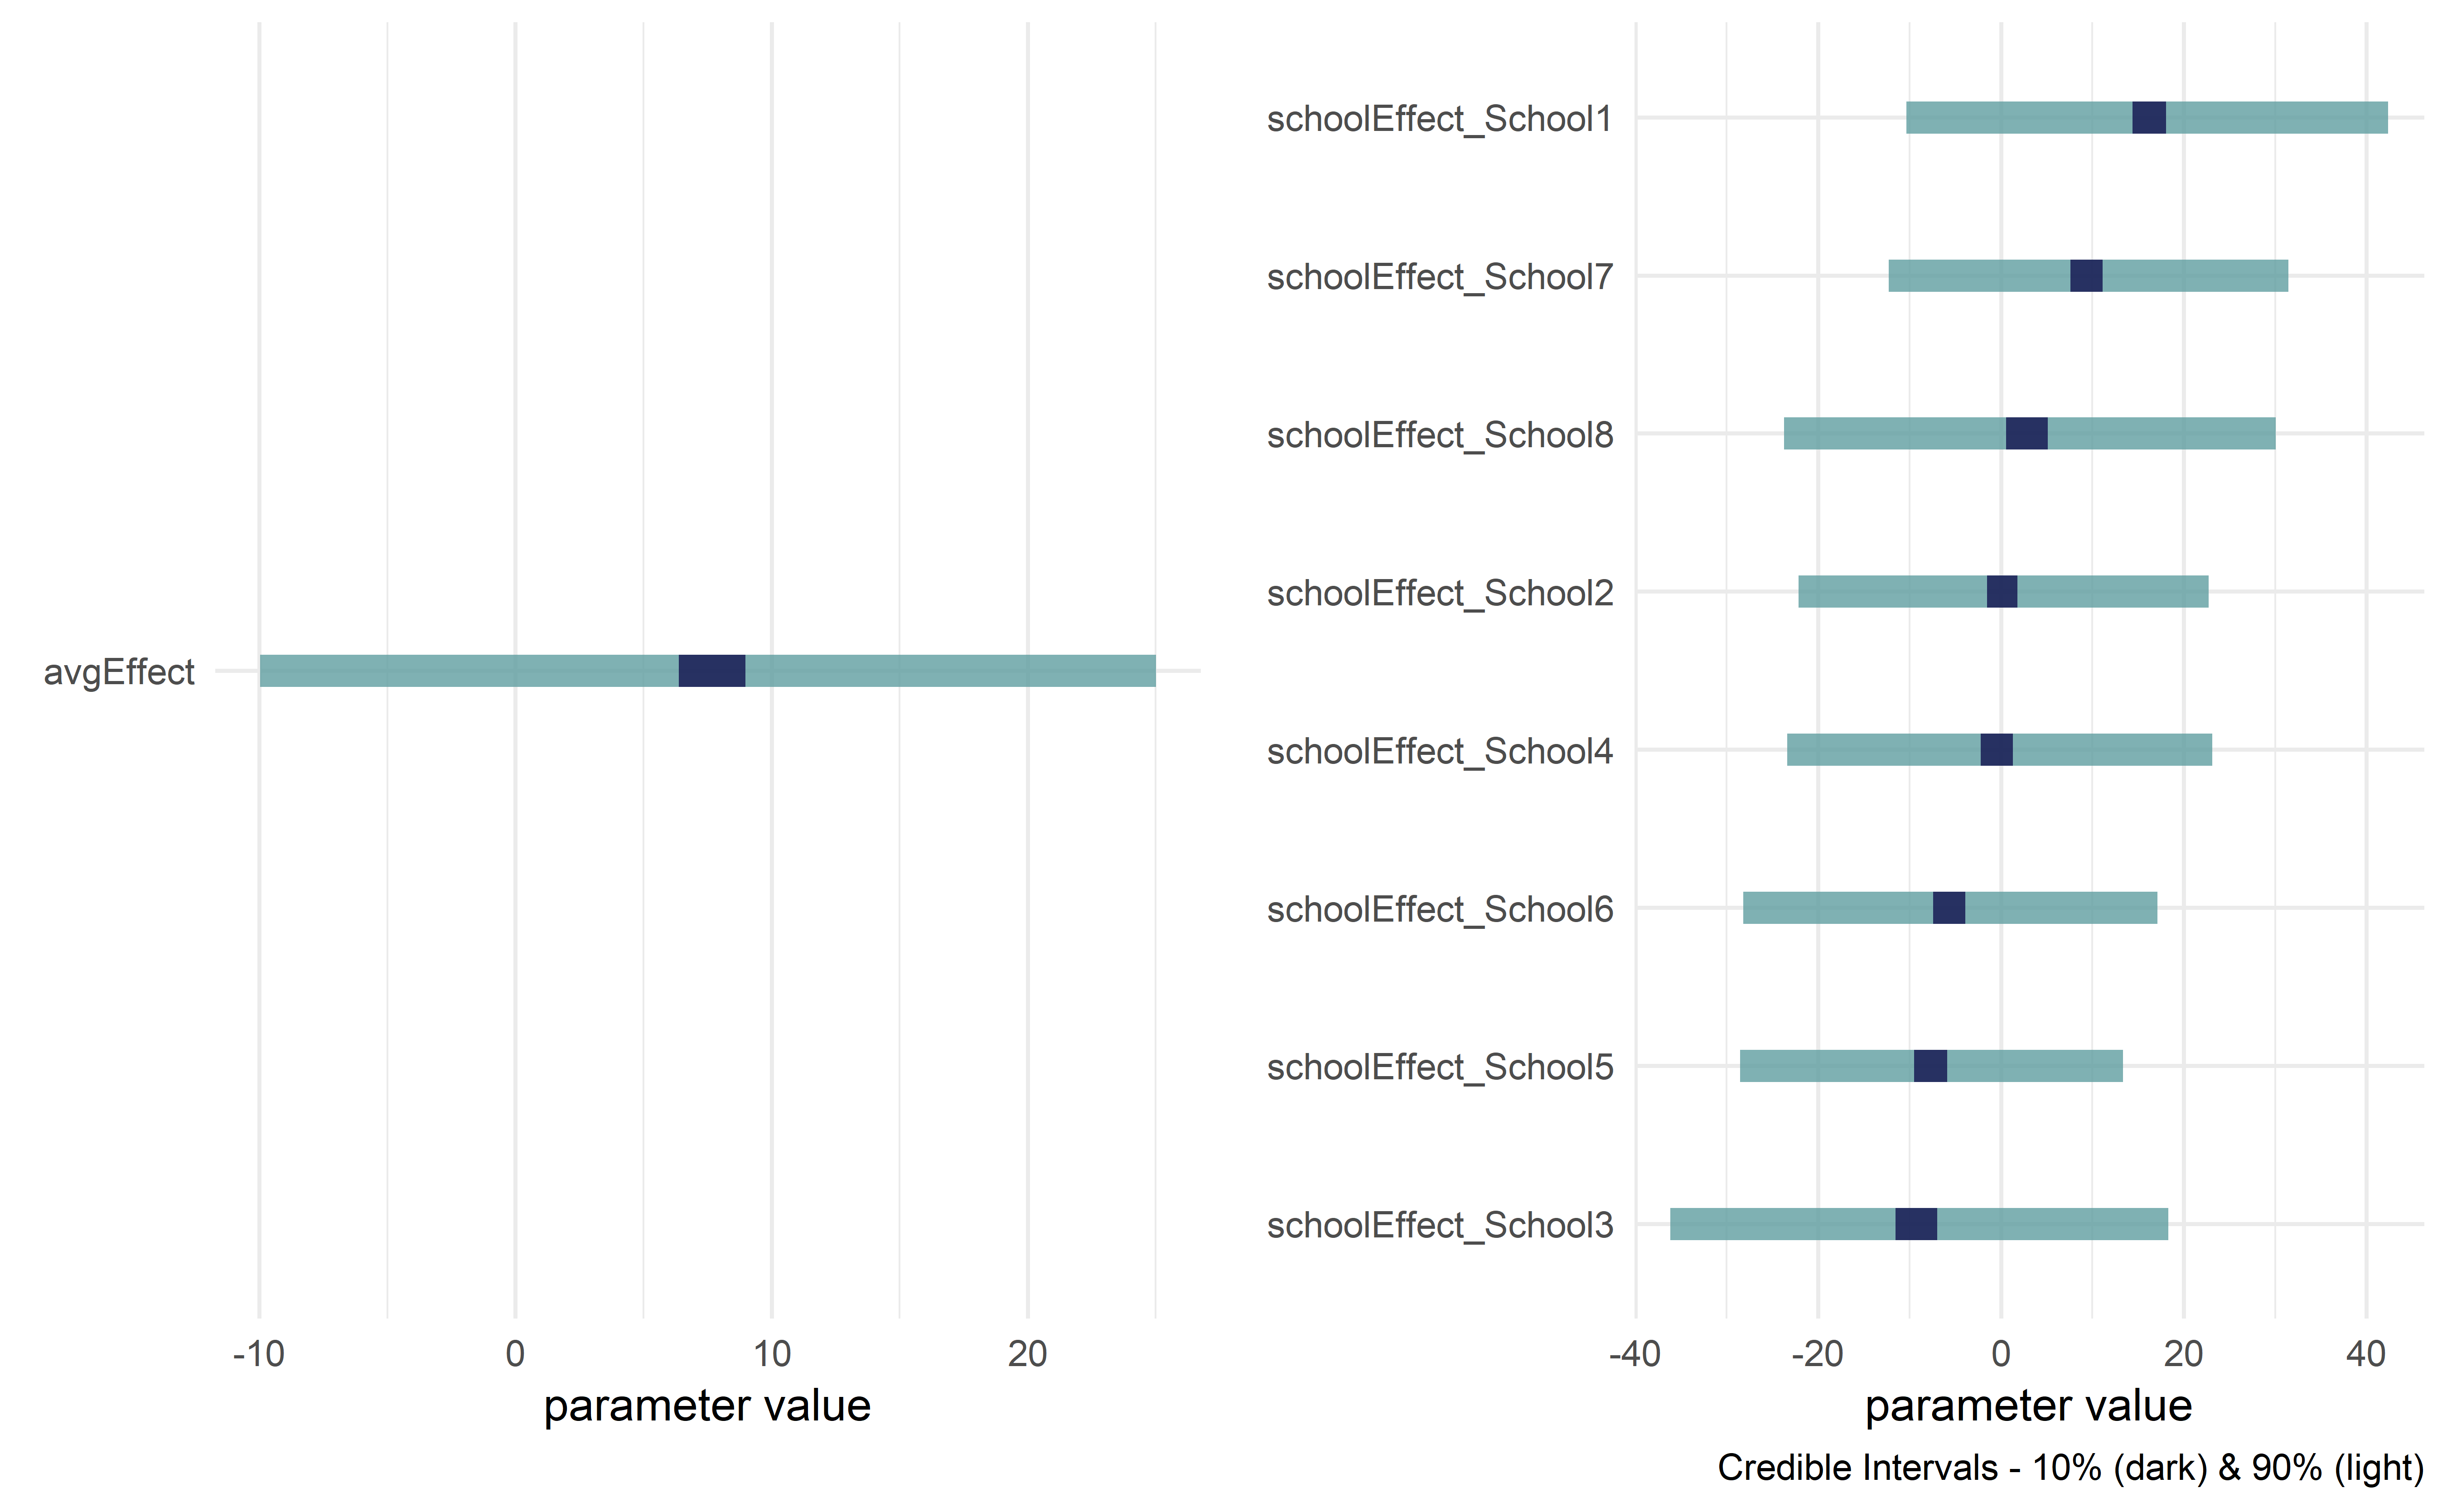 avgEffect
-10 0 10 20
parameter value
schoolEffect_School1
schoolEffect_School7
schoolEffect_School8
schoolEffect_School2
schoolEffect_School4
schoolEffect_School6
schoolEffect_School5
schoolEffect_School3
-40 -20 0 20 40
parameter value
Credible Intervals - 10% (dark) & 90% (light)